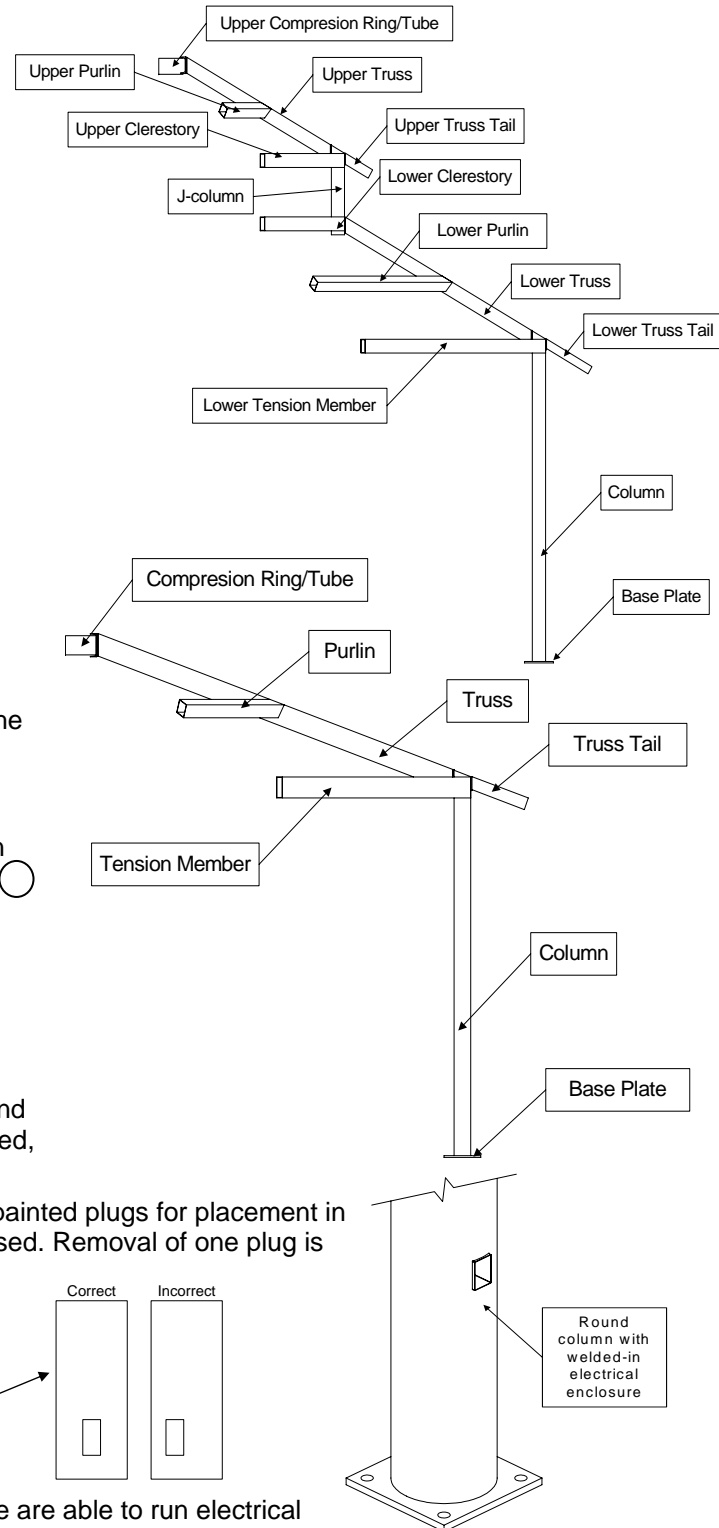 Upper Compresion Ring/Tube
Upper Purlin
Upper Truss
Upper Clerestory
Upper Truss Tail
J-column
Lower Clerestory
Lower Purlin
Lower Truss
Lower Truss Tail
Lower Tension Member
Column
Base Plate
Compresion Ring/Tube
Purlin
Truss
Truss Tail
Tension Member
Column
Base Plate
nd
ed,
painted plugs for placement in
sed. Removal of one plug is
Correct
Incorrect
Round
column with
welded-in
electrical
enclosure
e are able to run electrical